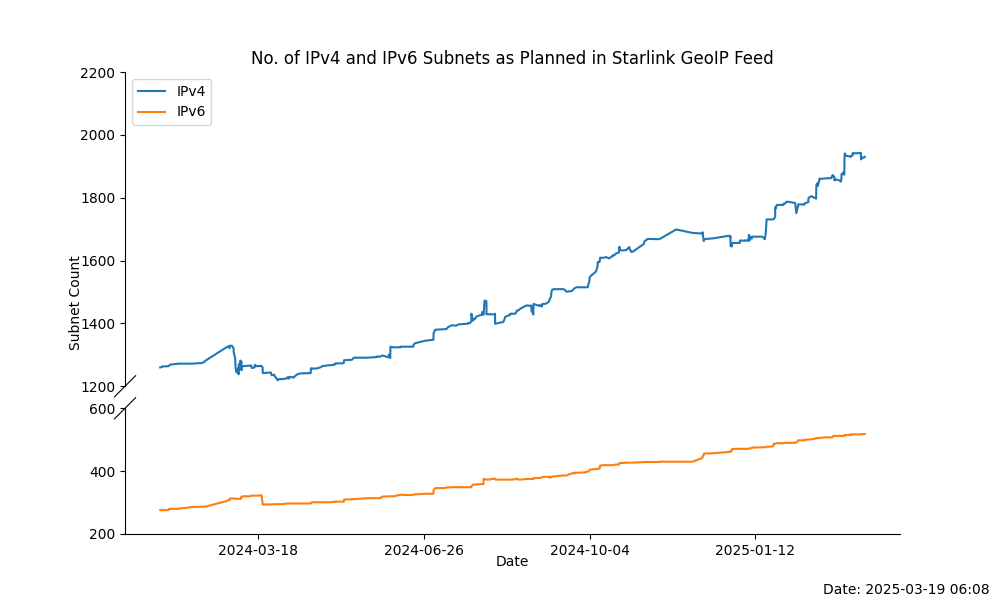 No. of IPv4 and IPv6 Subnets as Planned in Starlink GeoIP Feed
IPv4
IPv6
Subnet Count
2200
2000
1800
1600
1400
1200
600
400
200
2024-03-18
2024-06-26
2024-10-04
2025-01-12
Date
Date: 2025-03-19 06:08